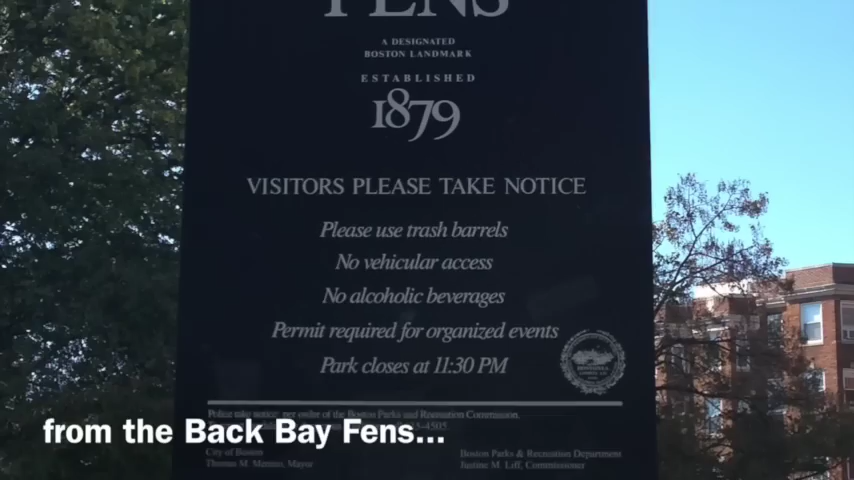 FENS
A DESIGNATED
BOSTON LANDMARK
ESTABLISHED
1879
VISITORS PLEASE TAKE NOTICE
Please use trash barrels
No vehicular access
No alcoholic beverages
Permit required for organized events
Park closes at 11:30 PM
Police take notice: per order of the Boston Parks and Recreation Commission.
-4505.
from the Back Bay Fens...
City of Boston
Thomas M. Menino, Mayor
Boston Parks & Recreation Department
Justine M. Liff, Commissioner